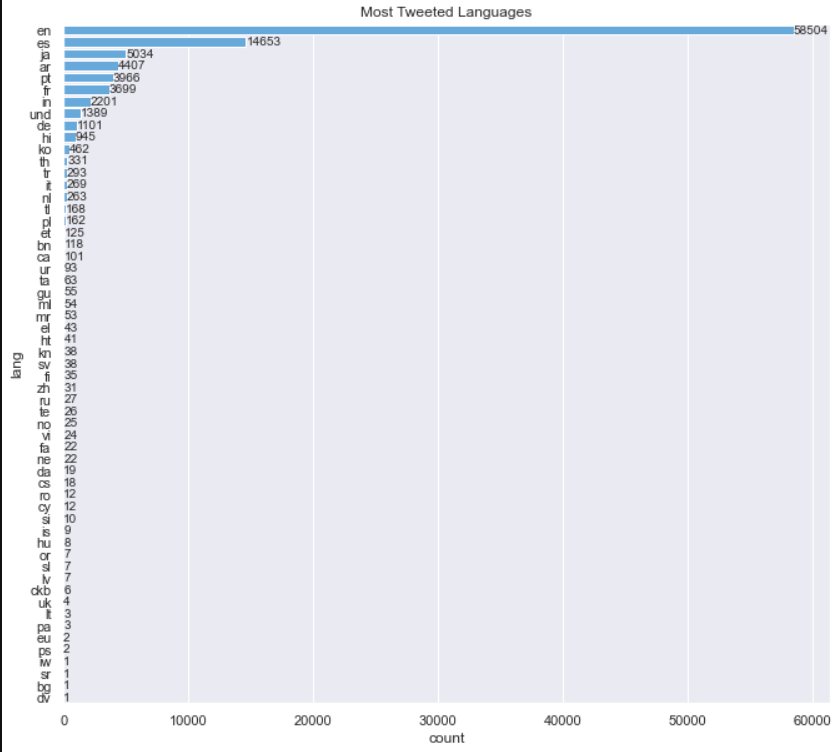 Most Tweeted Languages
en 58504
es 14653
ja 5034
ar 4407
pt 3966
fr 3699
in 2201
und 1389
de 1101
hi 945
ko 462
th 331
tr 293
it 269
nl 263
tl 168
pl 162
et 125
bn 118
ca 101
ur 93
ta 63
gu 55
ml 54
mr 53
el 43
ht 41
kn 38
sv 38
fi 35
zh 31
ru 27
te 26
no 25
vi 24
fa 22
ne 22
da 19
cs 18
ro 12
cy 12
si 10
is 9
hu 8
or 7
sl 7
lv 7
ckb 6
uk 4
lt 3
pa 3
eu 2
ps 2
iw 1
sr 1
bg 1
dv 1
lang
0 10000 20000 30000 40000 50000 60000
count